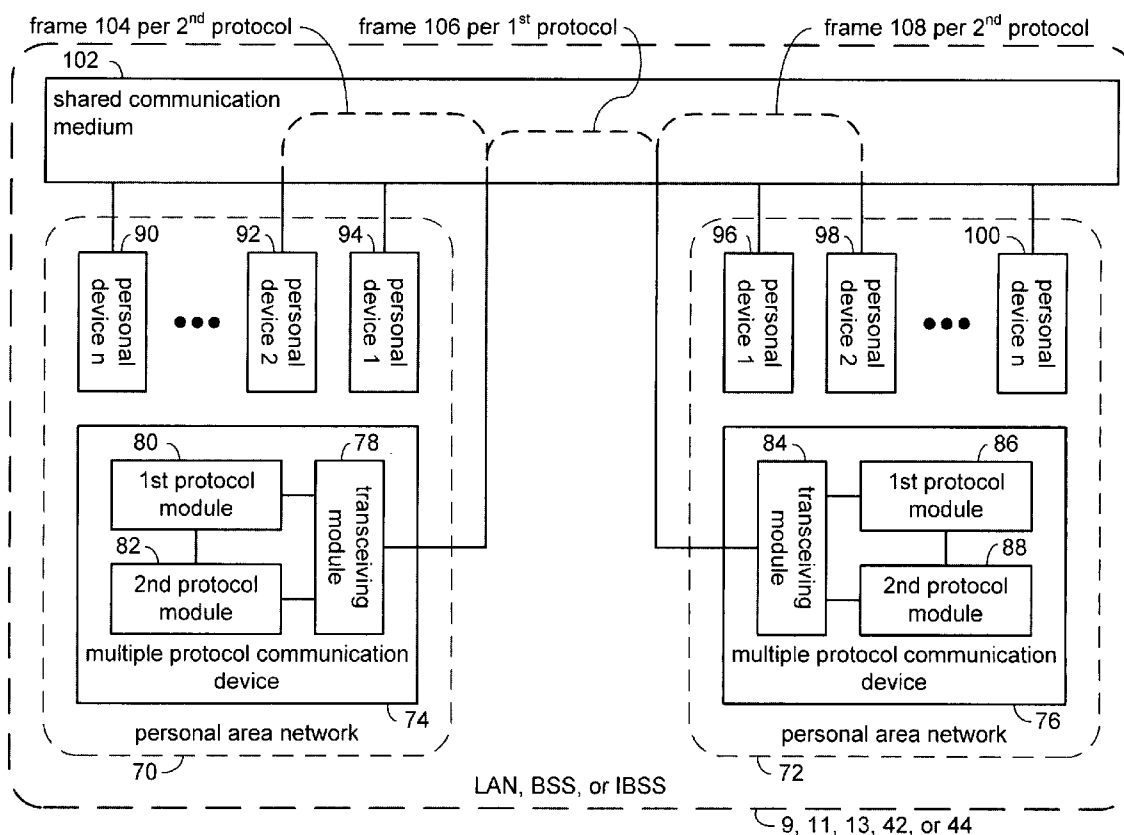 frame 104 per 2nd protocol
frame 106 per 1st protocol
frame 108 per 2nd protocol
102
shared communication
medium
90
92
94
96
98
100
personal
device n
personal
device 2
personal
device 1
personal
device 1
personal
device 2
personal
device n
80
78
1st protocol
module
transceiving
module
82
2nd protocol
module
multiple protocol communication
device
74
personal area network
70
84
86
transceiving
module
1st protocol
module
88
2nd protocol
module
multiple protocol communication
device
76
personal area network
72
LAN, BSS, or IBSS
9, 11, 13, 42, or 44